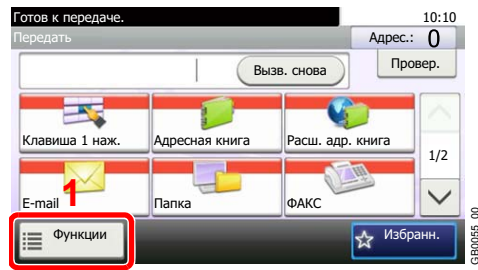 Готов к передаче. 10:10
Передать Адрес.: 0
Вызв. снова Провер.
Клавиша 1 наж. Адресная книга Расш. адр. книга
1/2
E-mail Папка ФАКС
1
Функции Избранн.
GB0055_00